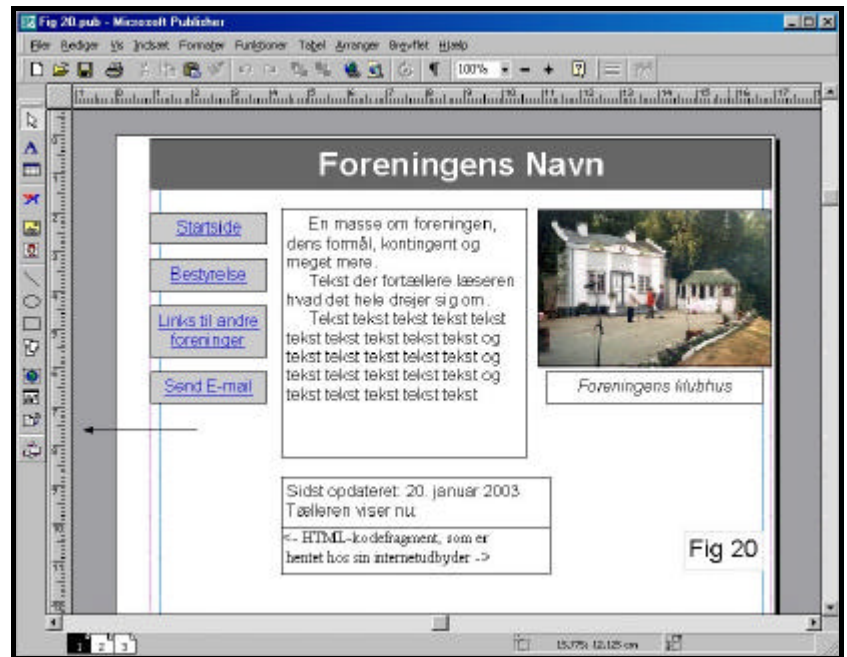 Fig 20.pub - Microsoft Publisher
Filer Rediger Vis Indsæt Formater Funktioner Tabel Arranger Brevflet Hjælp
100%
Foreningens Navn
Startside
Bestyrelse
Links til andre
foreninger
Send E-mail
En masse om foreningen,
dens formål, kontingent og
meget mere.
Tekst der fortællere læseren
hvad det hele drejer sig om.
Tekst tekst tekst tekst tekst
tekst tekst tekst tekst tekst og
tekst tekst tekst tekst tekst
tekst tekst tekst tekst tekst og
tekst tekst tekst tekst tekst
Foreningens klubhus
Sidst opdateret: 20. januar 2003
Tælleren viser nu:
<- HTML-kodefragment, som er
hentet hos sin internetudbyder ->
Fig 20
1 2 3